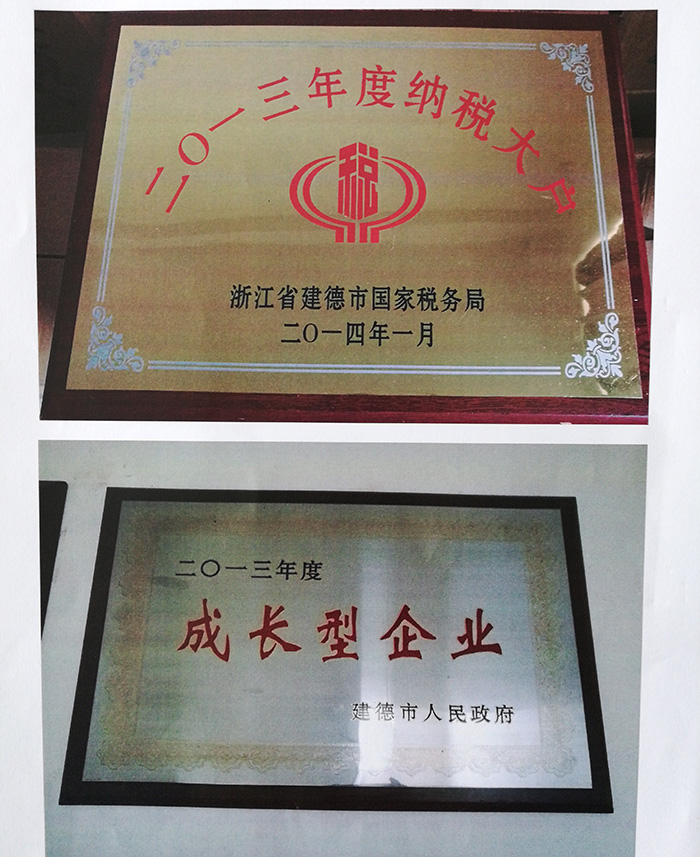 二〇一三年度纳税大户
税
浙江省建德市国家税务局
二〇一四年一月
二〇一三年度
成长型企业
建德市人民政府